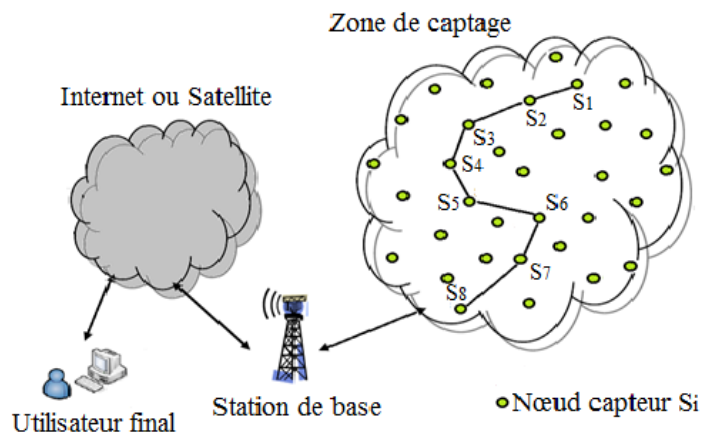 Zone de captage
Internet ou Satellite
S1
S2
S3
S4
S5
S6
S7
S8
Utilisateur final
Station de base
Nœud capteur Si